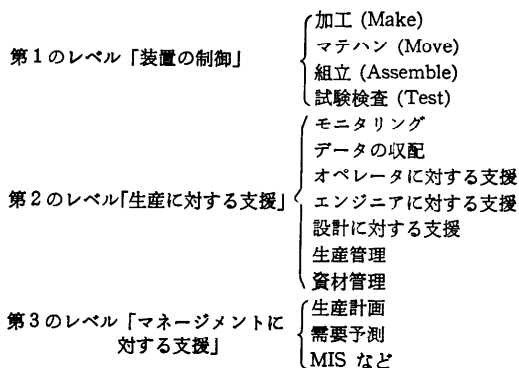 加工 (Make)
マテハン (Move)
第1のレベル「装置の制御」
組立 (Assemble)
試験検査 (Test)
モニタリング
データの収配
オペレータに対する支援
第2のレベル「生産に対する支援」
エンジニアに対する支援
設計に対する支援
生産管理
資材管理
第3のレベル「マネージメントに
対する支援」
生産計画
需要予測
MIS など